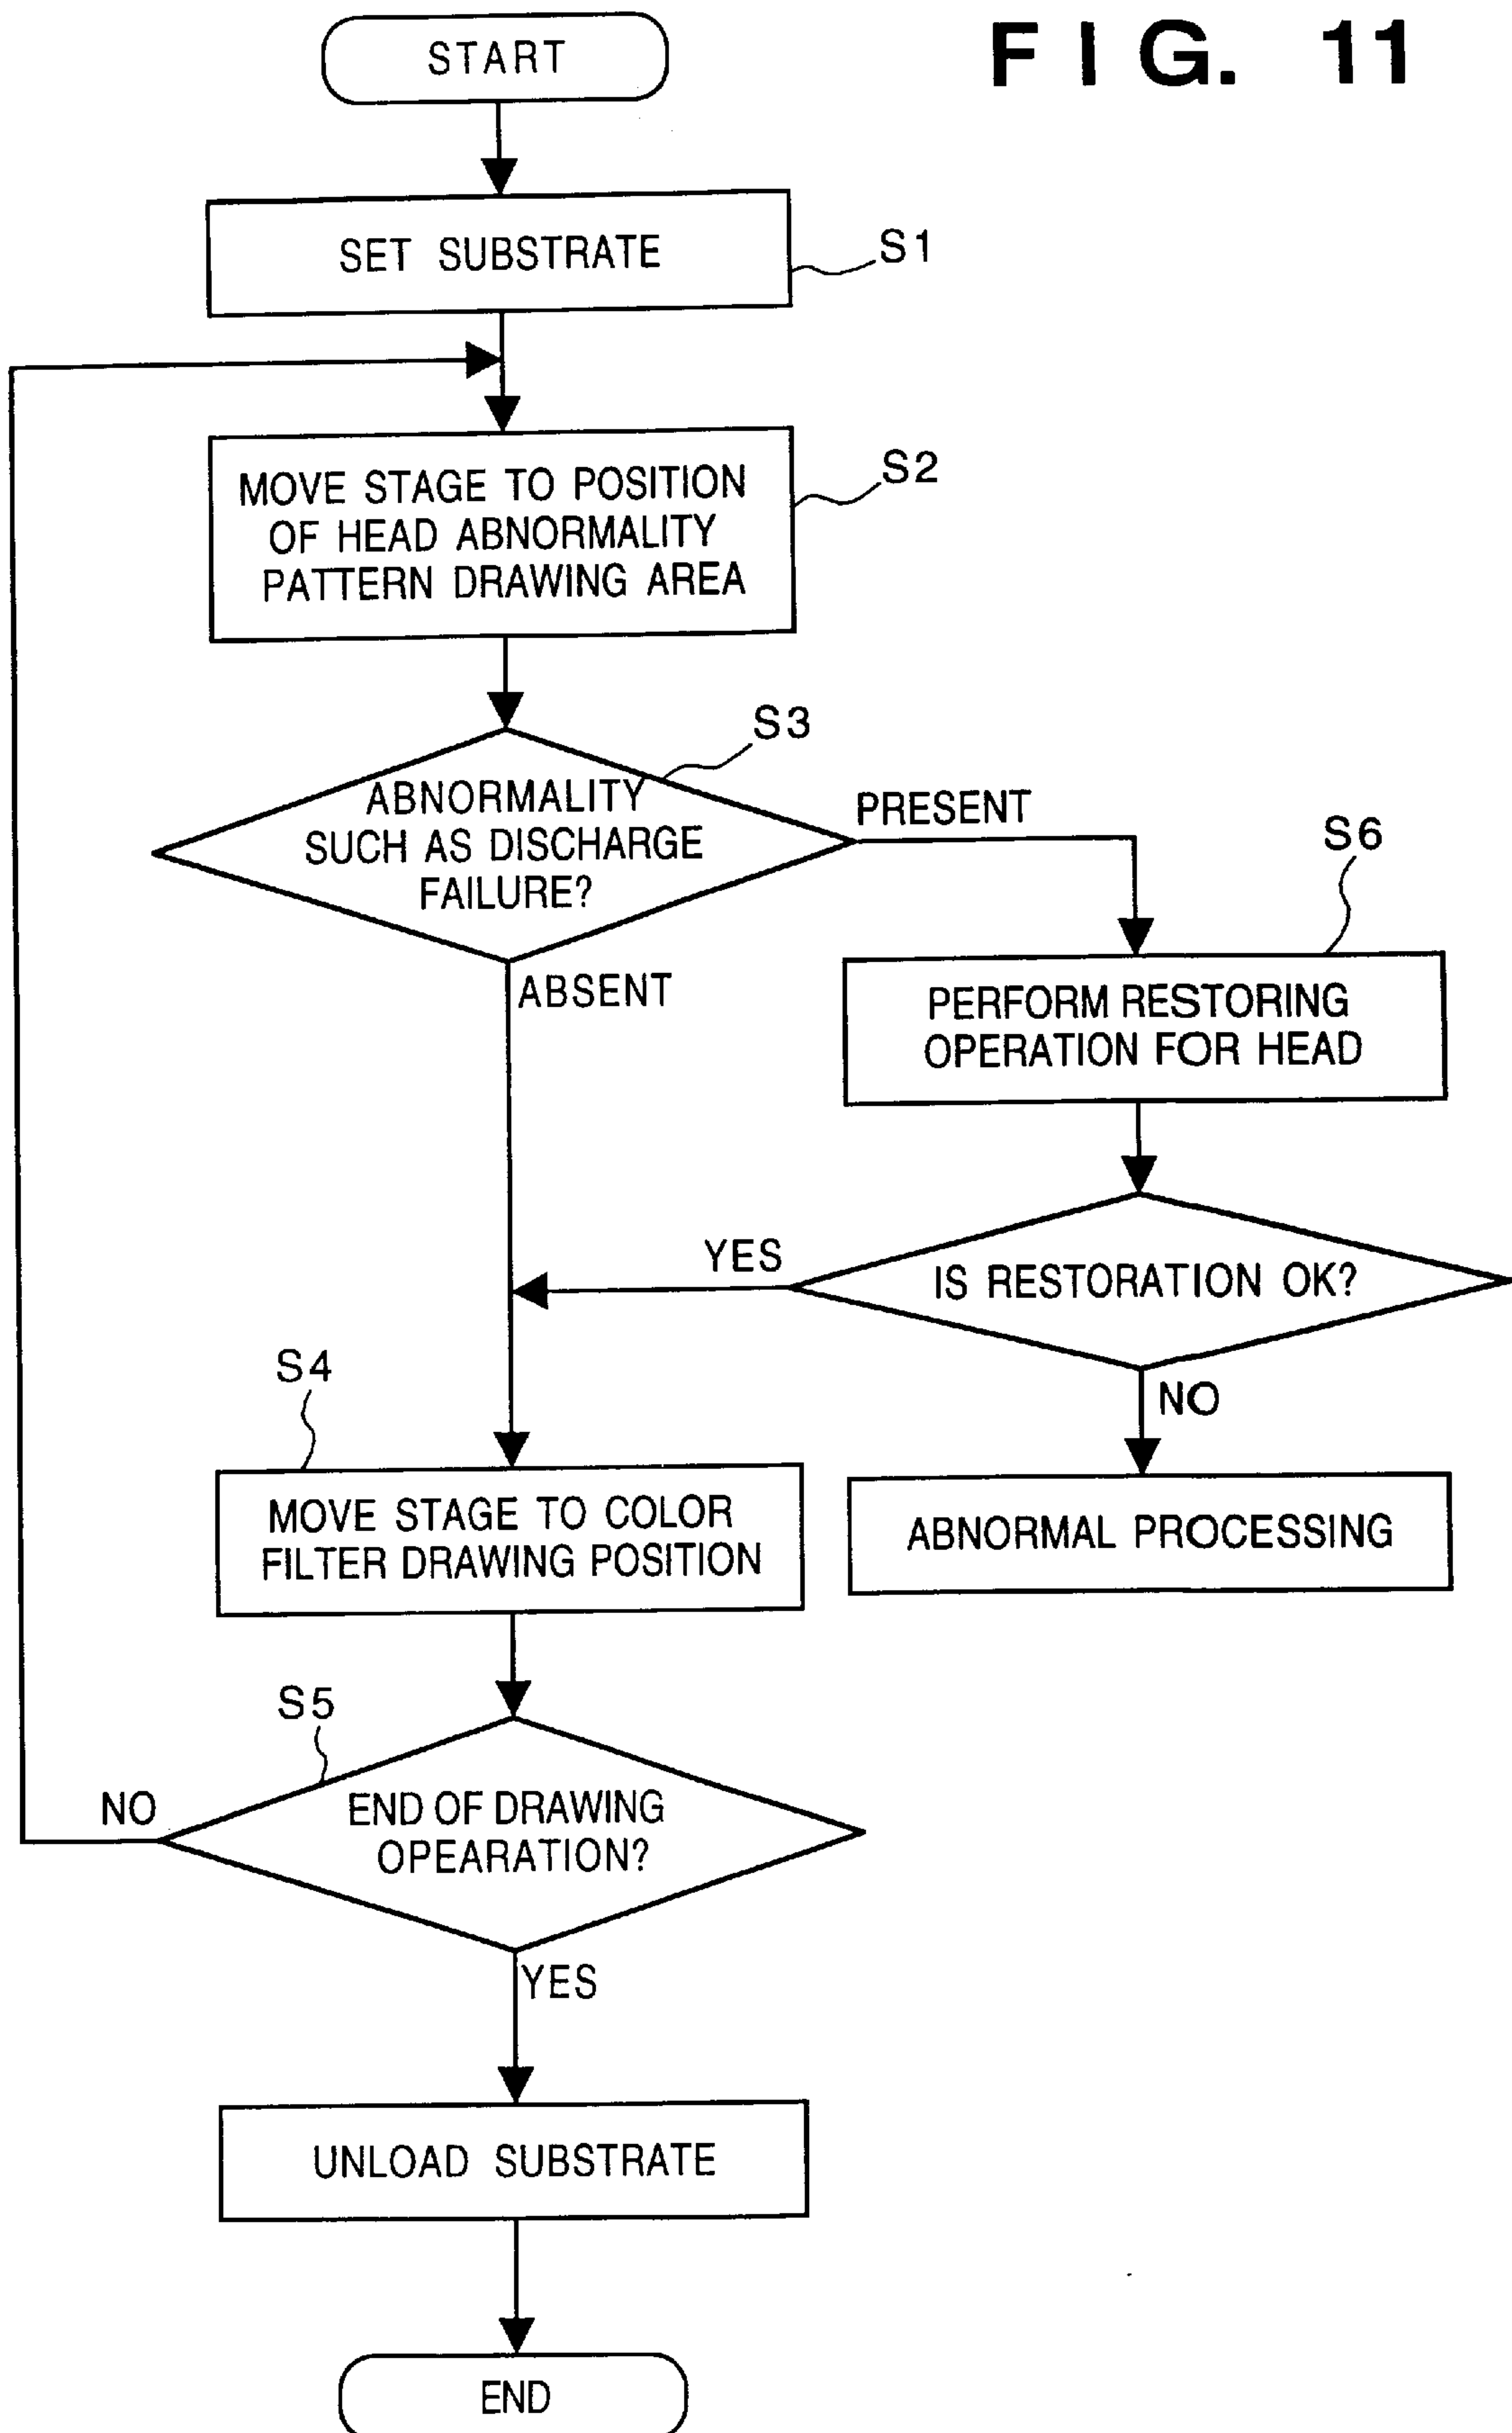 FIG. 11
START
SET SUBSTRATE
S1
MOVE STAGE TO POSITION
OF HEAD ABNORMALITY
PATTERN DRAWING AREA
S2
S3
ABNORMALITY
SUCH AS DISCHARGE
FAILURE?
PRESENT
ABSENT
S6
PERFORM RESTORING
OPERATION FOR HEAD
IS RESTORATION OK?
YES
NO
ABNORMAL PROCESSING
S4
MOVE STAGE TO COLOR
FILTER DRAWING POSITION
S5
END OF DRAWING
OPEARATION?
NO
YES
UNLOAD SUBSTRATE
END